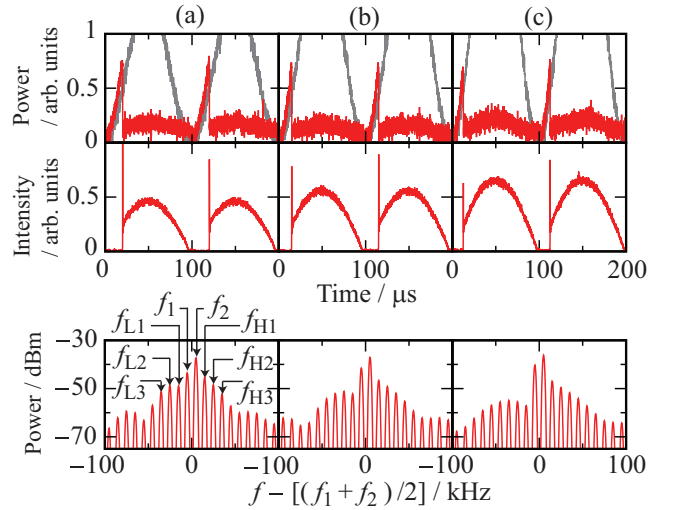 (a) (b) (c)
Power / arb. units
1
0.5
0
Intensity / arb. units
0.5
0
0 100 0 100 0 100 200
Time / μs
f1 f2
fL1 fH1
fL2 fH2
fL3 fH3
Power / dBm
-30
-50
-70
-100 0 -100 0 -100 0 100
f – [(f1 + f2) /2] / kHz